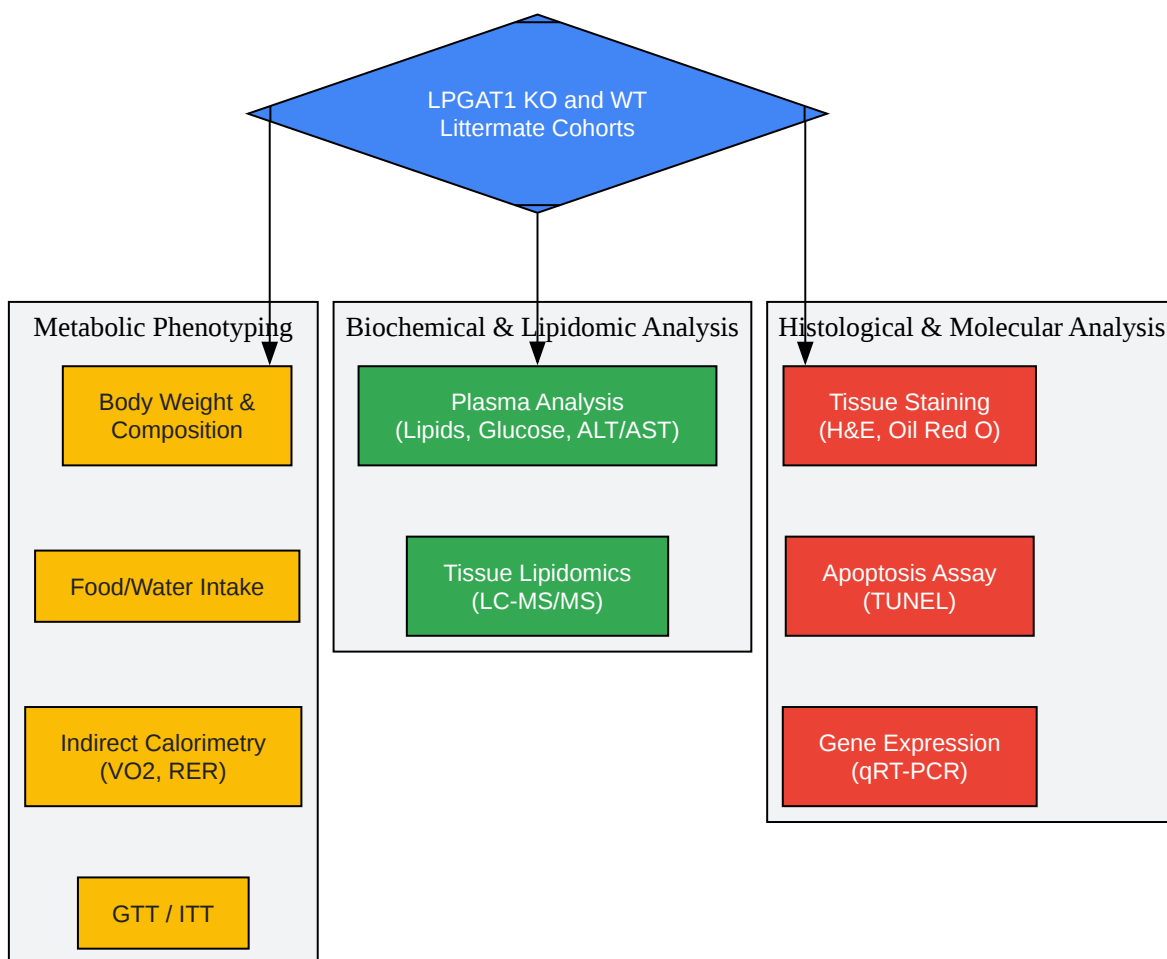 LPGAT1 KO and WT
Littermate Cohorts
Metabolic Phenotyping
Body Weight &
Composition
Food/Water Intake
Indirect Calorimetry
(VO2, RER)
GTT / ITT
Biochemical & Lipidomic Analysis
Plasma Analysis
(Lipids, Glucose, ALT/AST)
Tissue Lipidomics
(LC-MS/MS)
Histological & Molecular Analysis
Tissue Staining
(H&E, Oil Red O)
Apoptosis Assay
(TUNEL)
Gene Expression
(qRT-PCR)